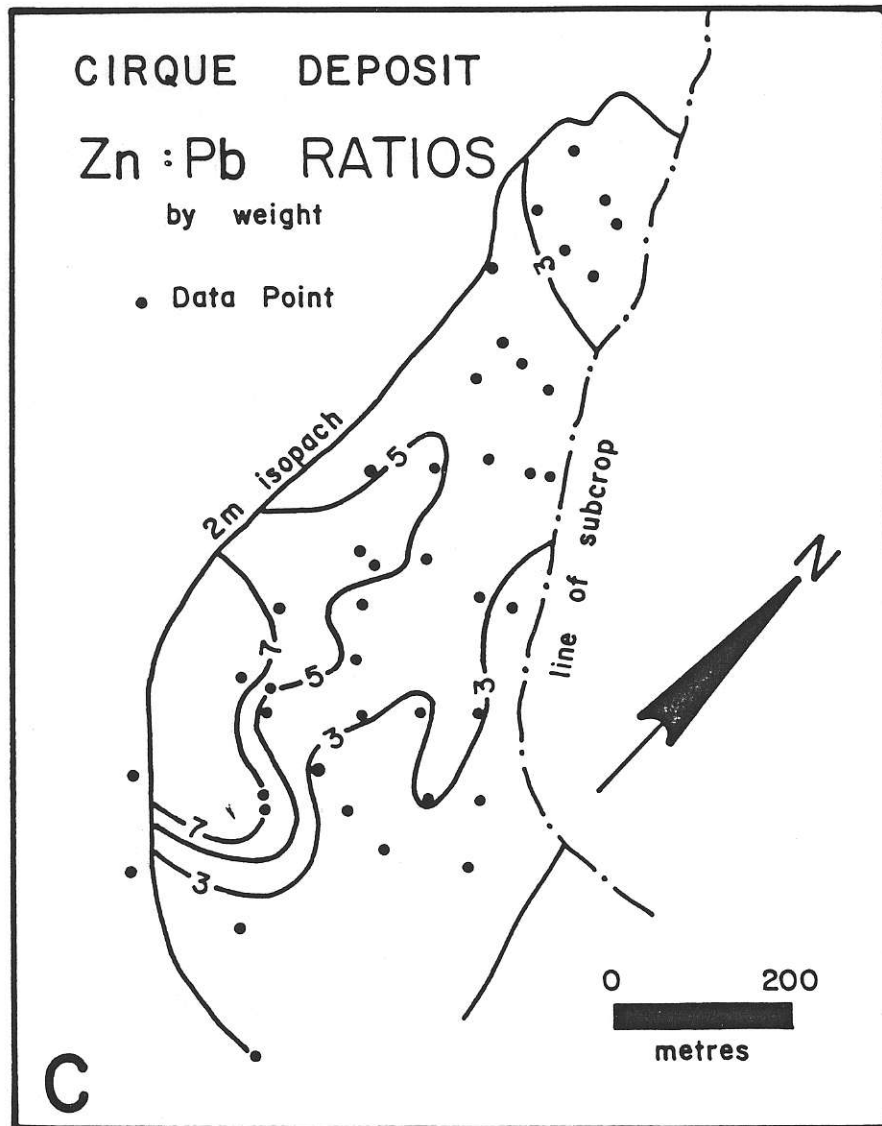 CIRQUE DEPOSIT
Zn : Pb RATIOS
by weight
Data Point
3
2m isopach
5
line of subcrop
N
7
5
3
3
7
3
0 200
metres
C